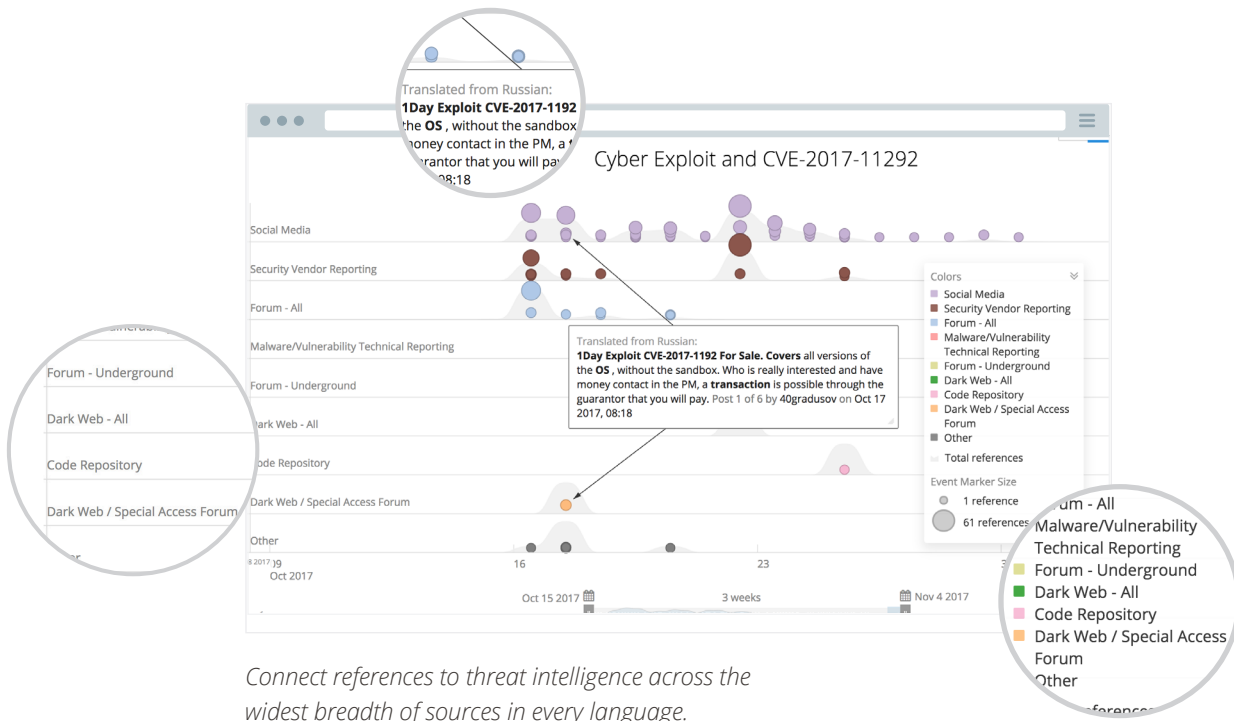 Translated from Russian:
1Day Exploit CVE-2017-1192
the OS , without the sandbox
money contact in the PM, a
guarantor that you will pay
08:18
Cyber Exploit and CVE-2017-11292
Social Media
Security Vendor Reporting
Forum - All
Malware/Vulnerability Technical Reporting
Forum - Underground
Dark Web - All
Code Repository
Dark Web / Special Access Forum
Other
Translated from Russian:
1Day Exploit CVE-2017-1192 For Sale. Covers all versions of
the OS , without the sandbox. Who is really interested and have
money contact in the PM, a transaction is possible through the
guarantor that you will pay. Post 1 of 6 by 40gradusov on Oct 17
2017, 08:18
Colors
Social Media
Security Vendor Reporting
Forum - All
Malware/Vulnerability
Technical Reporting
Forum - Underground
Dark Web - All
Code Repository
Dark Web / Special Access
Forum
Other
Total references
Event Marker Size
1 reference
61 references
Forum - Underground
Dark Web - All
Code Repository
Dark Web / Special Access Forum
- All
Malware/Vulnerability
Technical Reporting
Forum - Underground
Dark Web - All
Code Repository
Dark Web / Special Access
Forum
Other
16
23
Oct 2017
Oct 15 2017
3 weeks
Nov 4 2017
Connect references to threat intelligence across the
widest breadth of sources in every language.